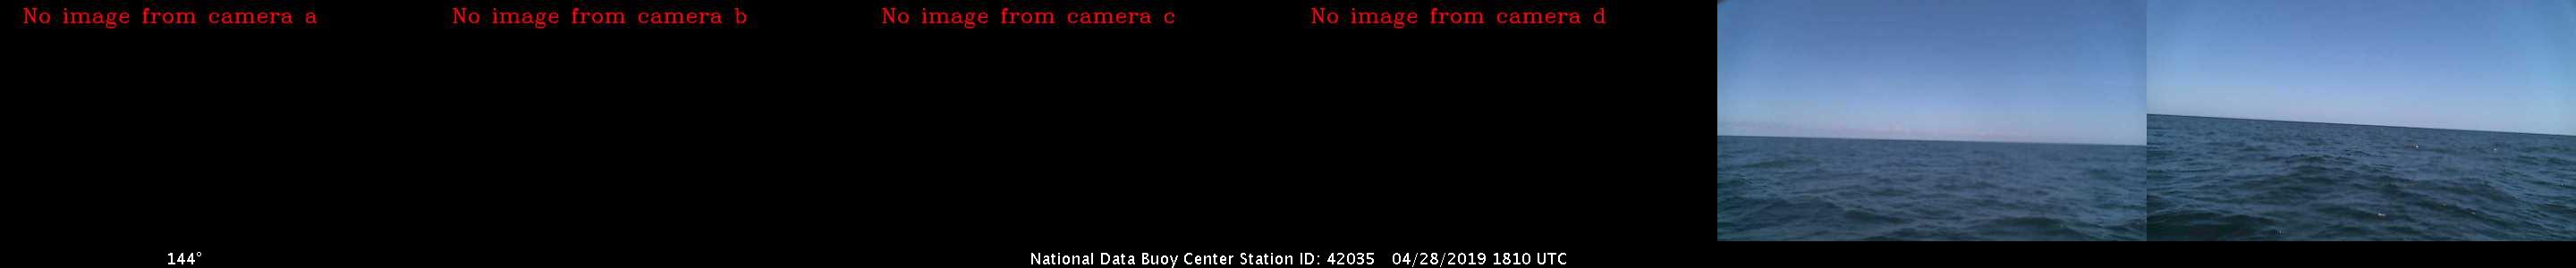 No image from camera a
No image from camera b
No image from camera c
No image from camera d
144°
National Data Buoy Center Station ID: 42035 04/28/2019 1810 UTC